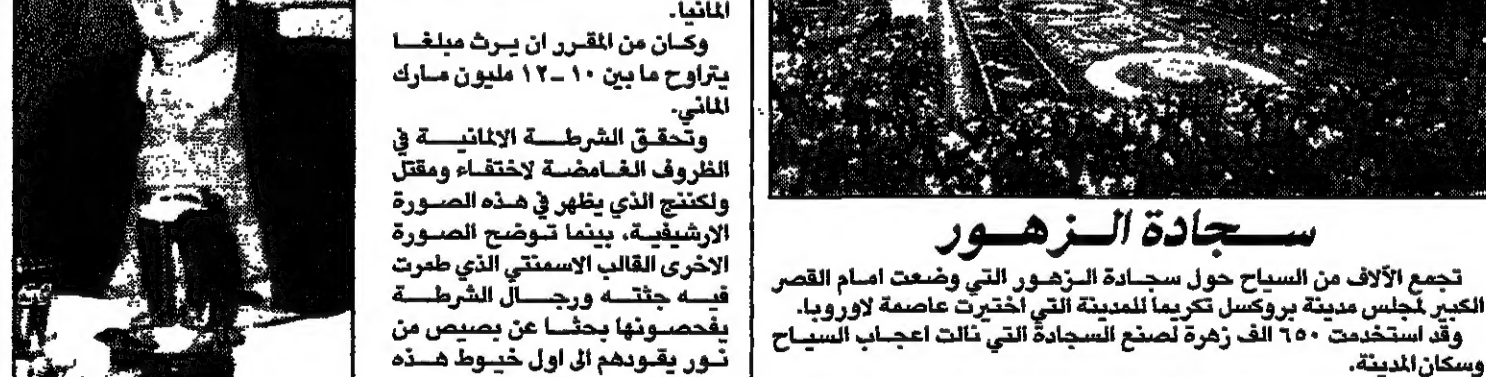 سجادة الزهور
تجمع الآلاف من السياح حول سجادة الزهور التي وضعت امام القصر
الكبير لمجلس مدينة بروكسل تكريما للمدينة التي اختيرت عاصمة لاوروبا.
وقد استخدمت ٦٥٠ الف زهرة لصنع السجادة التي نالت اعجاب السياح
وسكان المدينة.
المانيا.
وكان من المقرر ان يرث مبلغا
يتراوح ما بين ١٠ ــ ١٢ مليون مارك
الماني.
وتحقق الشرطة الالمانية في
الظروف الغامضة لاختفاء ومقتل
ولكننج الذي يظهر في هذه الصورة
الارشيفية، بينما توضح الصورة
الاخرى القالب الاسمنتي الذي طمرت
فيه جثته ورجال الشرطة
يفحصونها بحثا عن بصيص من
نور يقودهم الى اول خيوط هذه